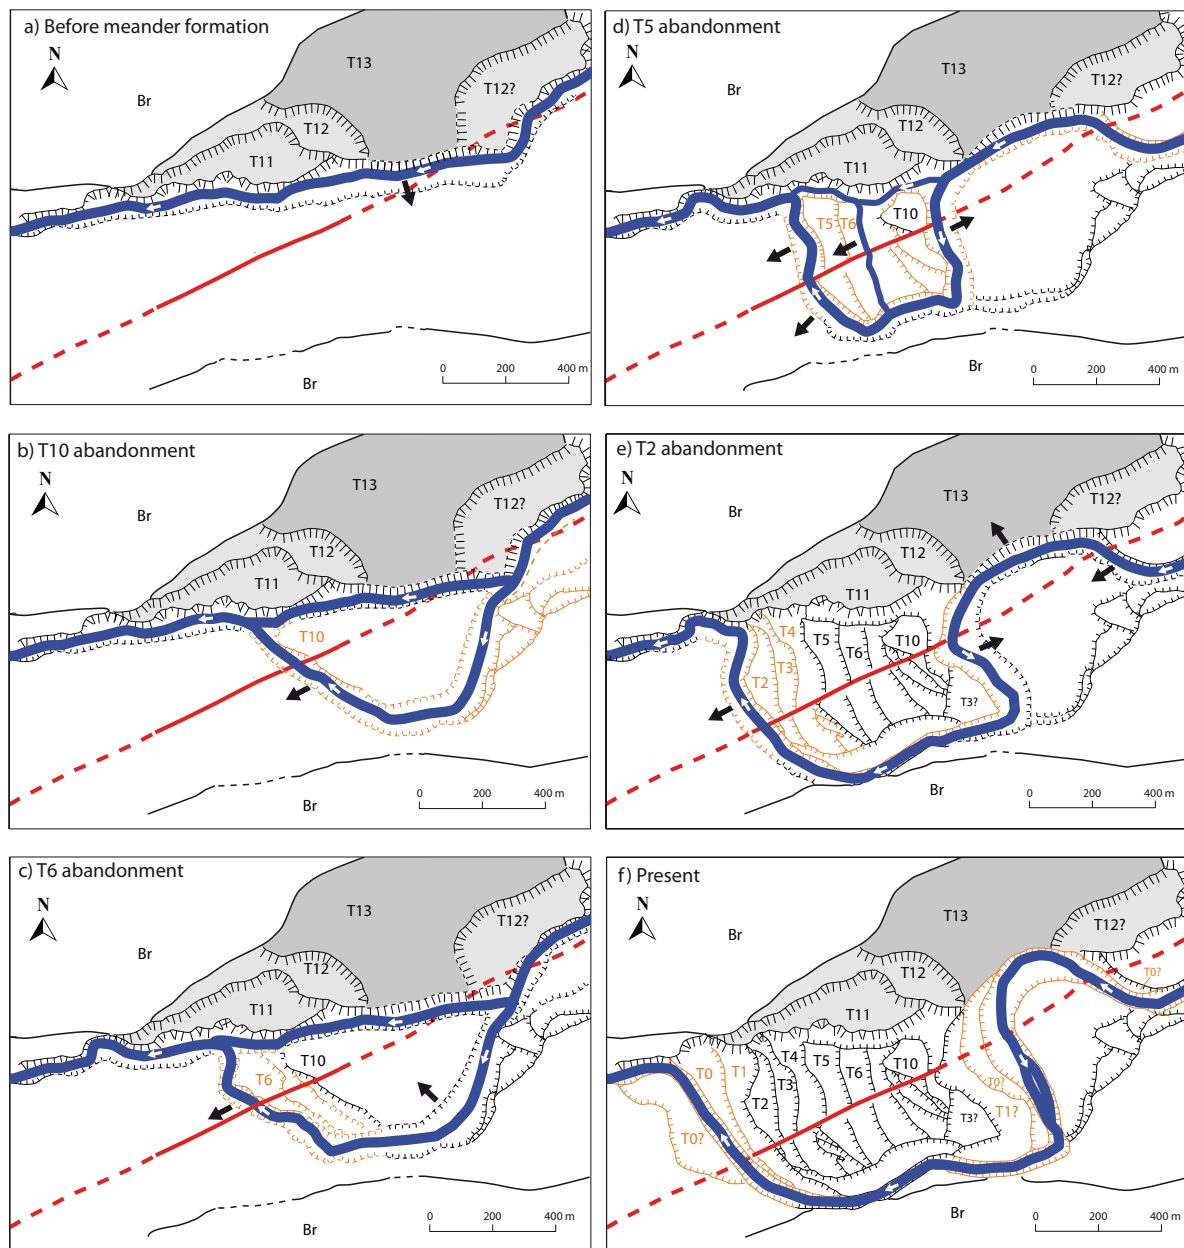 a) Before meander formation
N
Br
T13
T12?
T12
T11
Br
0 200 400 m
b) T10 abandonment
N
Br
T13
T12?
T12
T11
T10
Br
0 200 400 m
c) T6 abandonment
N
Br
T13
T12?
T12
T11
T10
T6
Br
0 200 400 m
d) T5 abandonment
N
Br
T13
T12?
T12
T11
T5
T6
T10
Br
0 200 400 m
e) T2 abandonment
N
Br
T13
T12?
T12
T11
T4
T5
T10
T6
T3
T2
T3?
Br
0 200 400 m
f) Present
N
Br
T13
T12?
T12
T0?
T11
T4
T5
T10
T0
T1
T6
T3
T0?
T2
T1?
T3?
T0?
Br
0 200 400 m